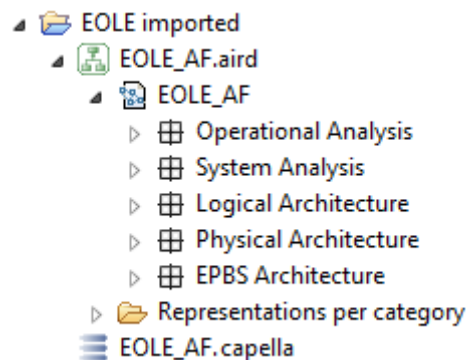 EOLE imported
EOLE_AF.aird
EOLE_AF
Operational Analysis
System Analysis
Logical Architecture
Physical Architecture
EPBS Architecture
Representations per category
EOLE_AF.capella